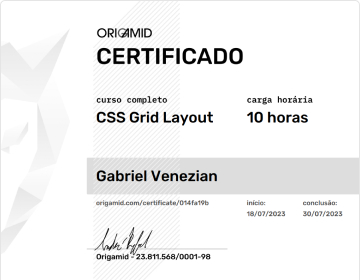 ORIGAMID
CERTIFICADO
curso completo
CSS Grid Layout
carga horária
10 horas
Gabriel Venezian
origamid.com/certificate/014fa19b
início:
18/07/2023
conclusão:
30/07/2023
Origamid - 23.811.568/0001-98